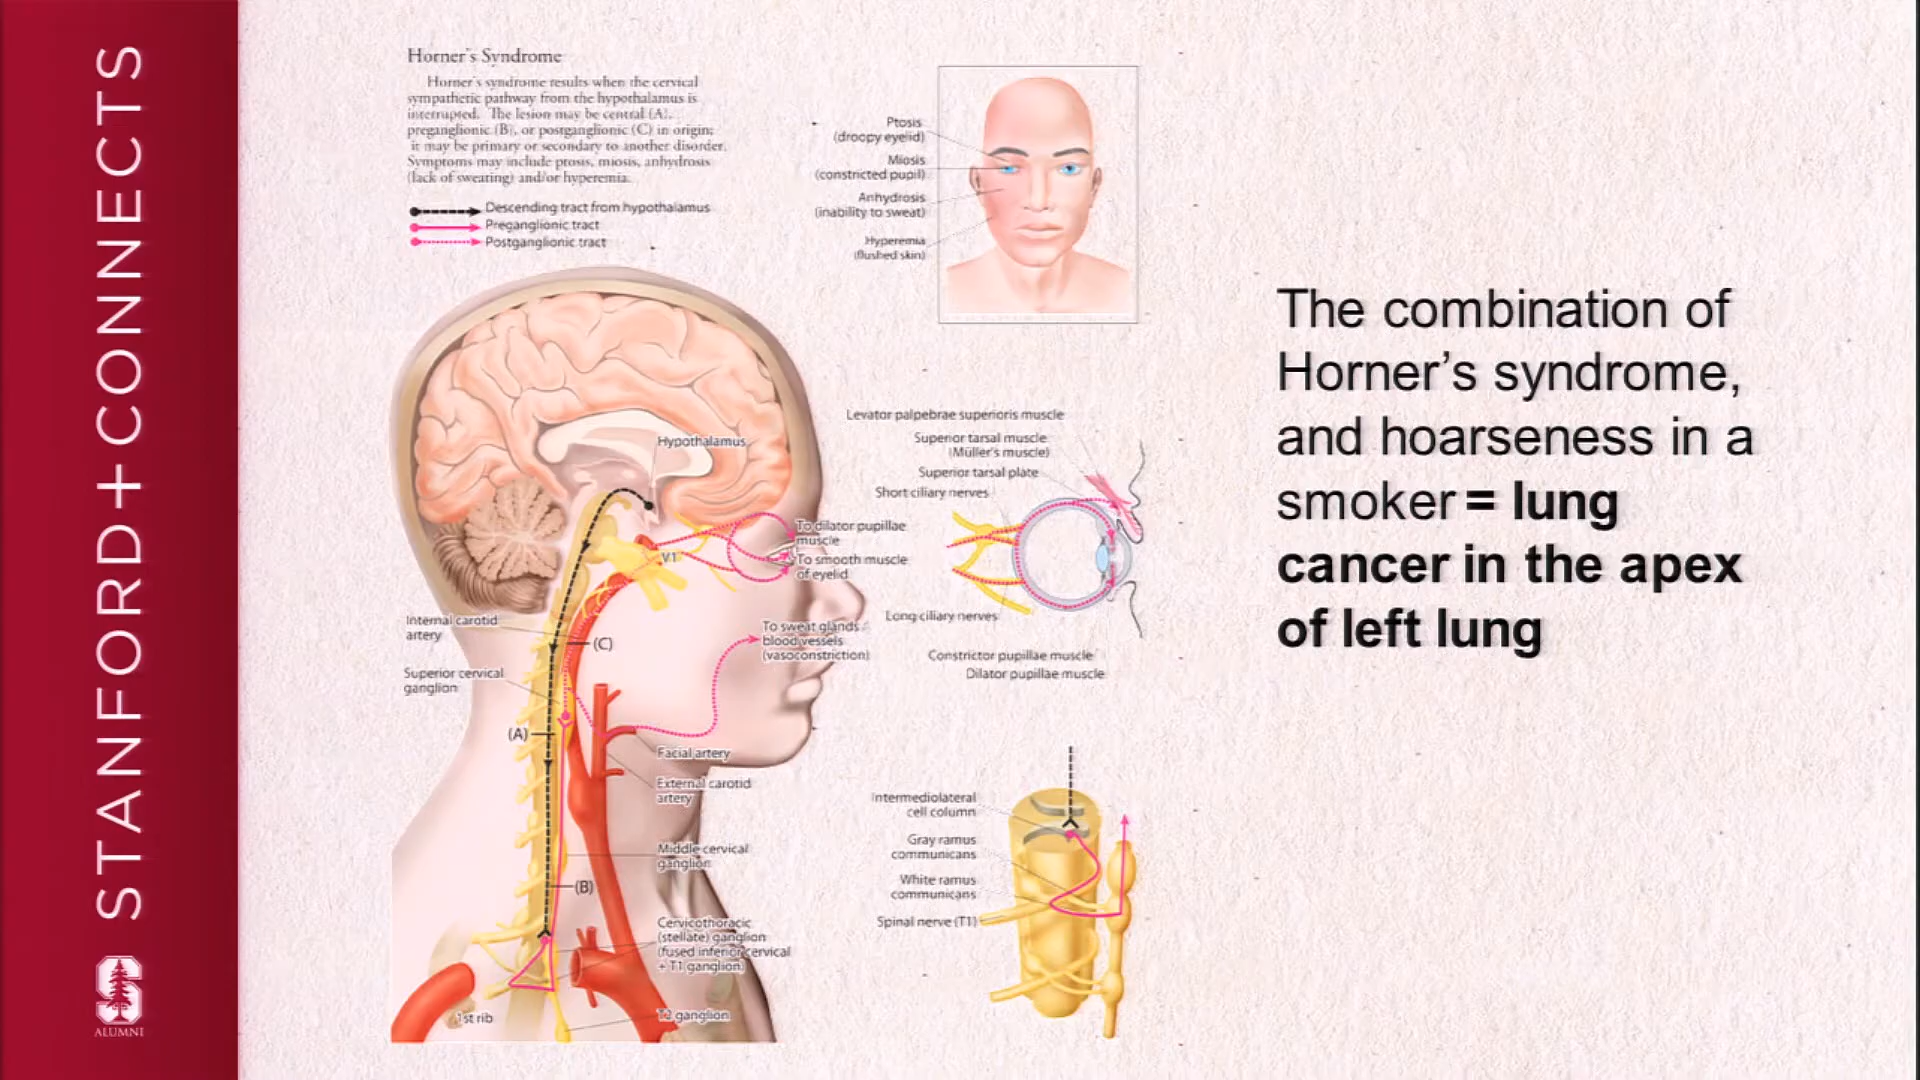 STANFORD+CONNECTS
S
ALUMNI
Horner's Syndrome
Horner's syndrome results when the cervical
sympathetic pathway from the hypothalamus is
interrupted. The lesion may be central (A),
preganglionic (B), or postganglionic (C) in origin;
it may be primary or secondary to another disorder.
Symptoms may include ptosis, miosis, anhydrosis
(lack of sweating) and/or hyperemia.
Descending tract from hypothalamus
Preganglionic tract
Postganglionic tract
Ptosis
(droopy eyelid)
Miosis
(constricted pupil)
Anhydrosis
(inability to sweat)
Hyperemia
(flushed skin)
Hypothalamus
V1
To dilator pupillae
muscle
To smooth muscle
of eyelid
Internal carotid
artery
(C)
To sweat glands
blood vessels
(vasoconstriction)
Superior cervical
ganglion
(A)
Facial artery
External carotid
artery
Middle cervical
ganglion
(B)
Cervicothoracic
(stellate) ganglion
(fused inferior cervical
+ T1 ganglion)
1st rib
T2 ganglion
Levator palpebrae superioris muscle
Superior tarsal muscle
(Müller's muscle)
Superior tarsal plate
Short ciliary nerves
Long ciliary nerves
Constrictor pupillae muscle
Dilator pupillae muscle
Intermediolateral
cell column
Gray ramus
communicans
White ramus
communicans
Spinal nerve (T1)
The combination of
Horner’s syndrome,
and hoarseness in a
smoker = lung
cancer in the apex
of left lung